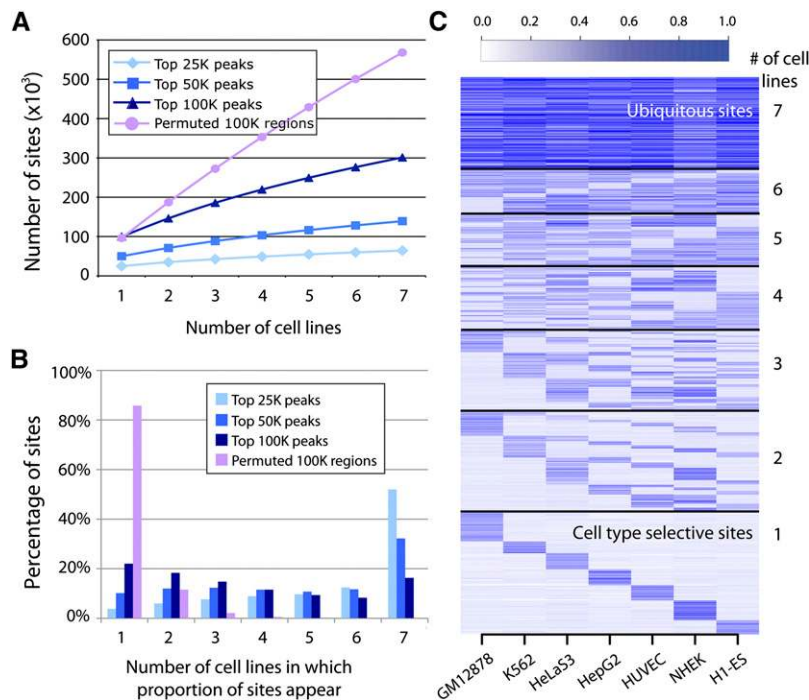 A
Number of sites (x10³)
600
500
400
300
200
100
0
Top 25K peaks
Top 50K peaks
Top 100K peaks
Permuted 100K regions
1 2 3 4 5 6 7
Number of cell lines
B
Percentage of sites
100%
80%
60%
40%
20%
0%
Top 25K peaks
Top 50K peaks
Top 100K peaks
Permuted 100K regions
1 2 3 4 5 6 7
Number of cell lines in which
proportion of sites appear
C
0.0 0.2 0.4 0.6 0.8 1.0
# of cell
lines
Ubiquitous sites
7
6
5
4
3
2
Cell type selective sites
1
GM12878
K562
HeLaS3
HepG2
HUVEC
NHEK
H1-ES